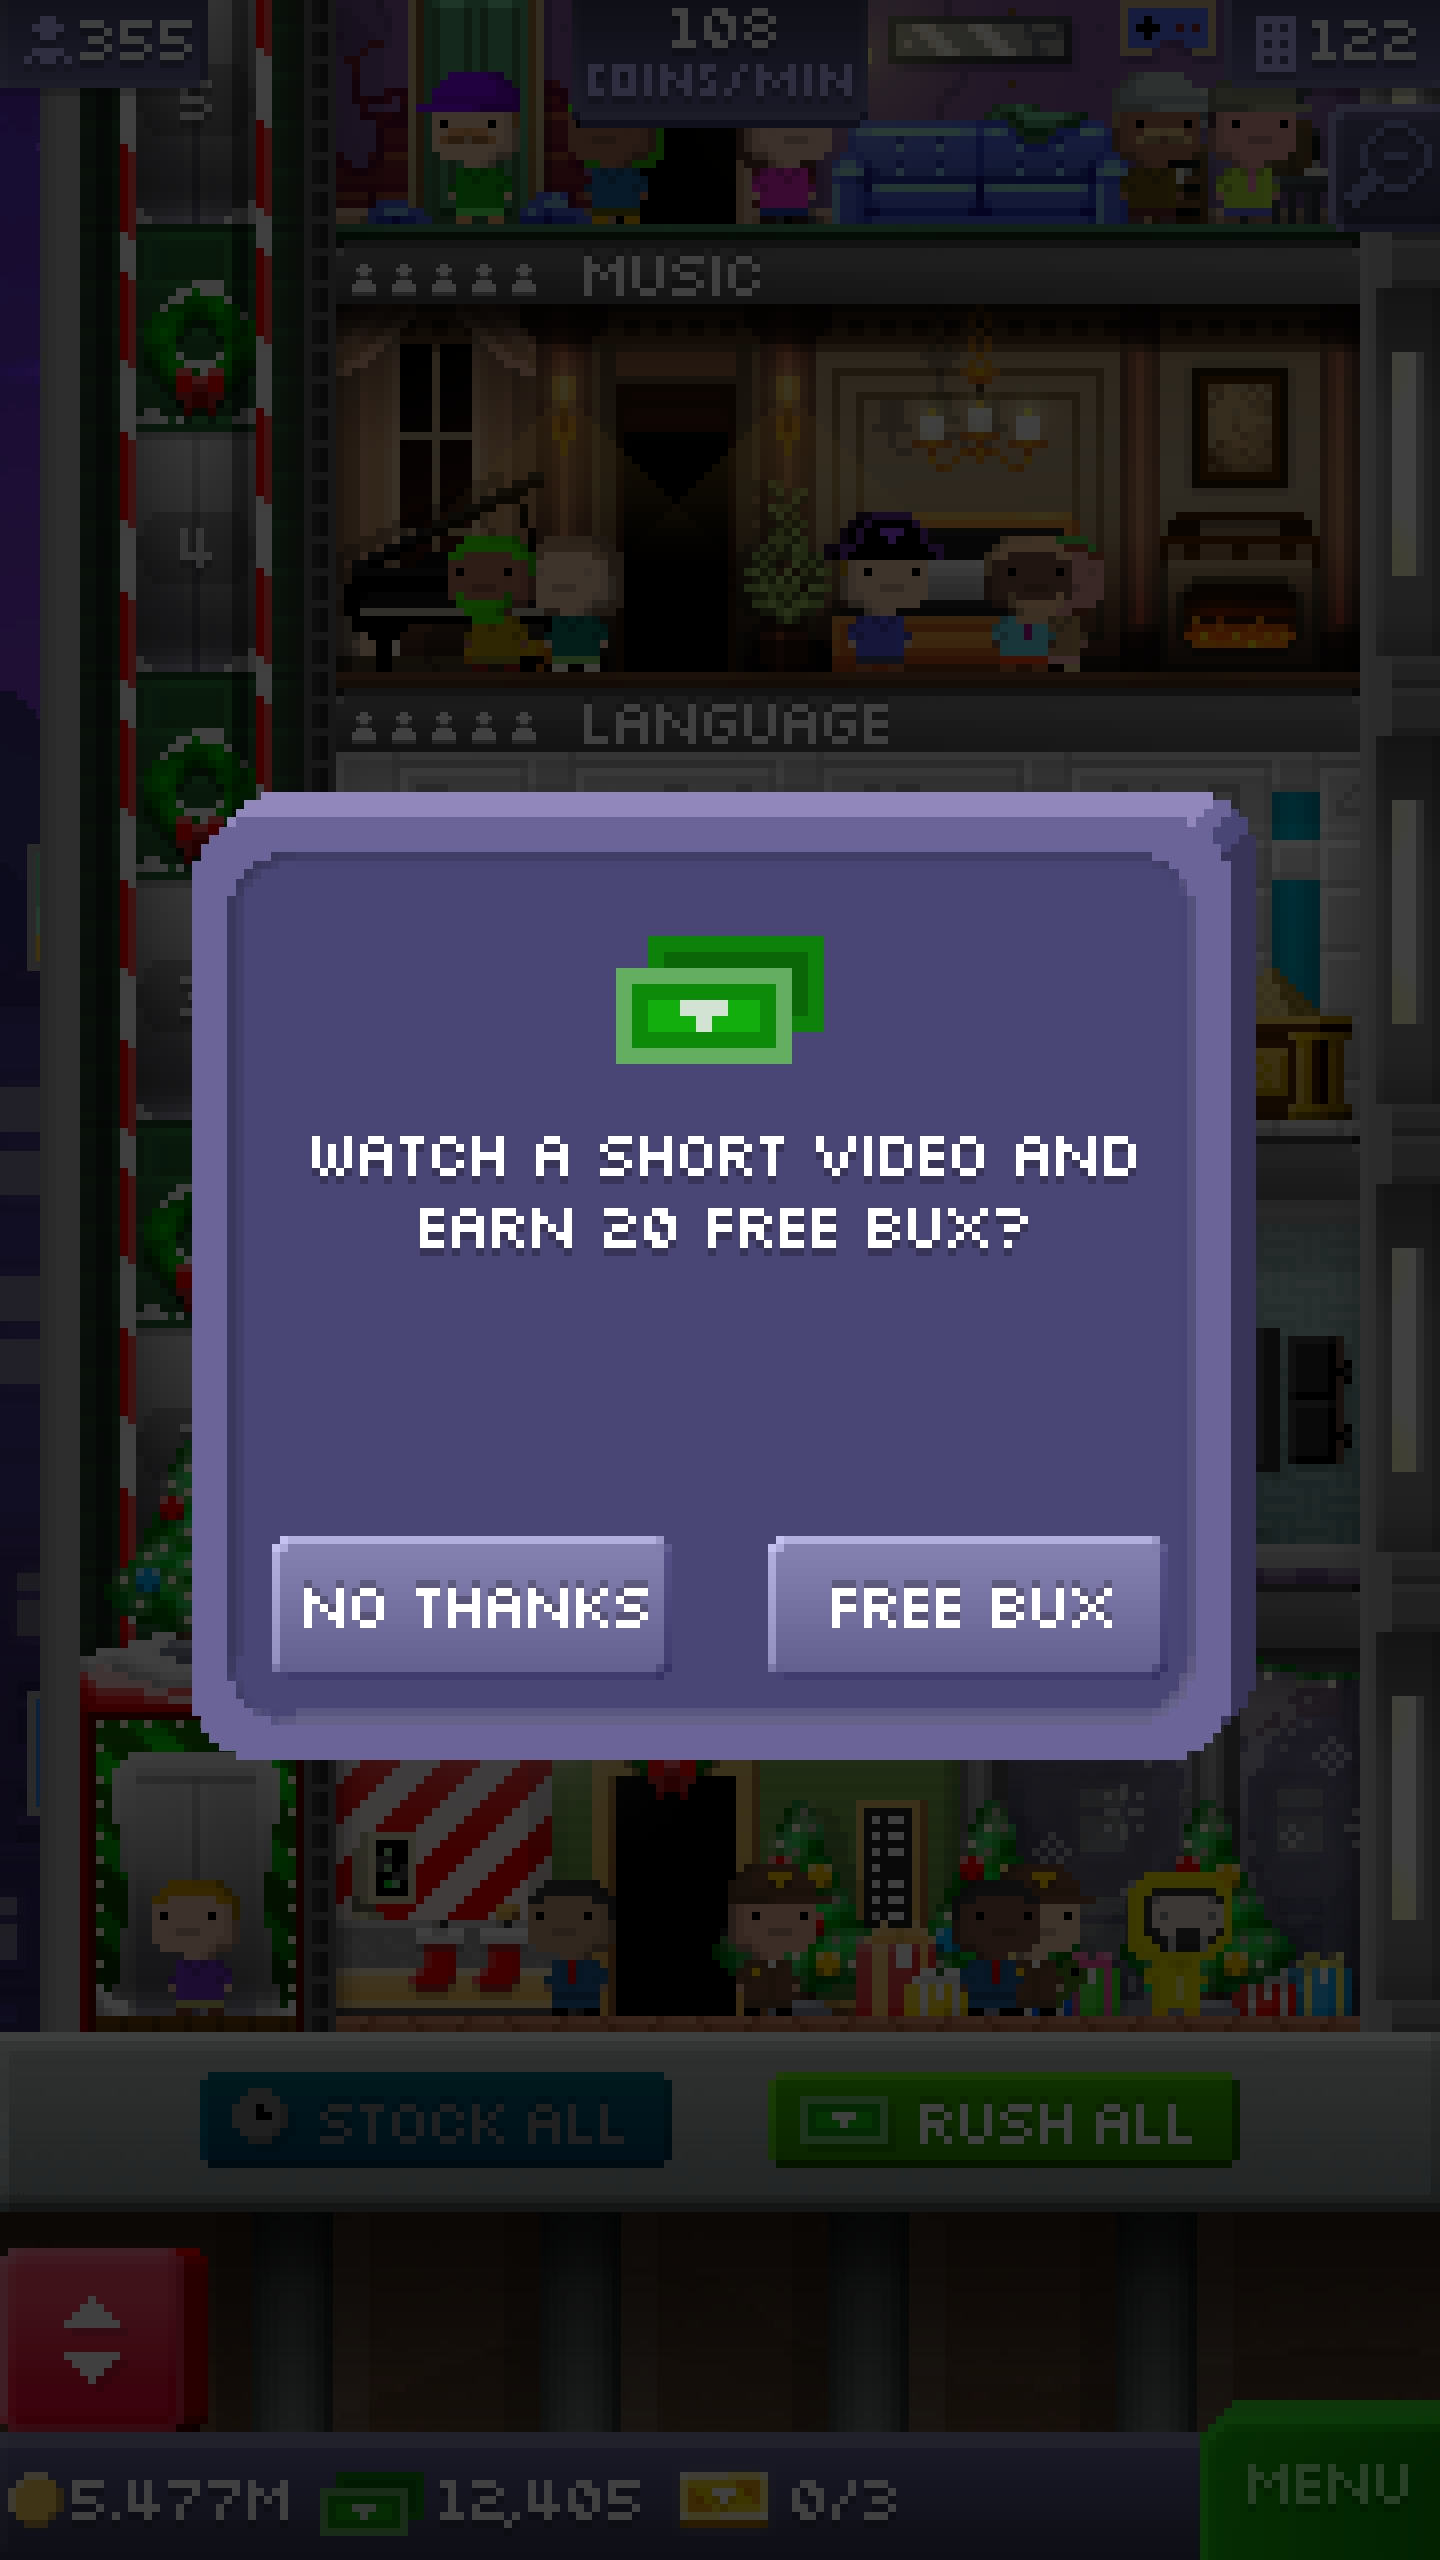 355
108
COINS/MIN
122
5
MUSIC
4
LANGUAGE
WATCH A SHORT VIDEO AND
EARN 20 FREE BUX?
NO THANKS
FREE BUX
STOCK ALL
RUSH ALL
5.477M
12,405
0/3
MENU